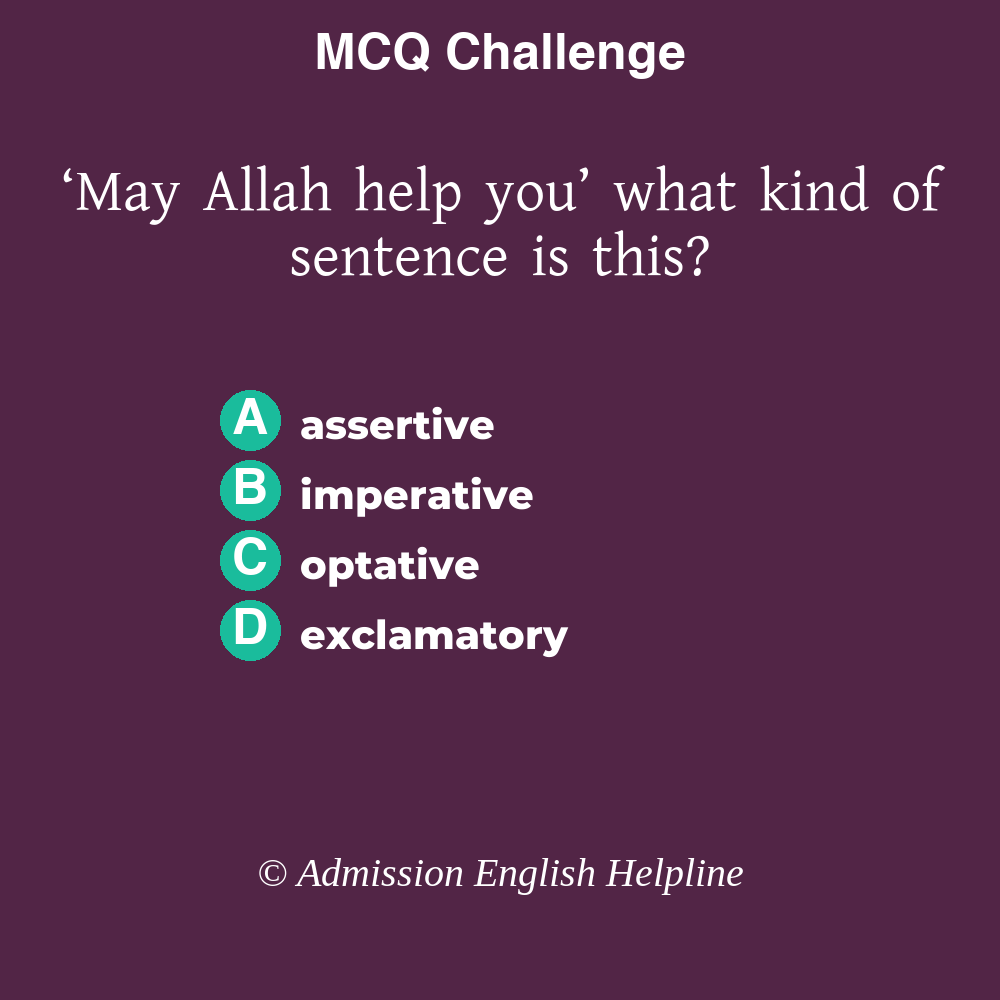 MCQ Challenge
‘May Allah help you’ what kind of
sentence is this?
A assertive
B imperative
C optative
D exclamatory
© Admission English Helpline